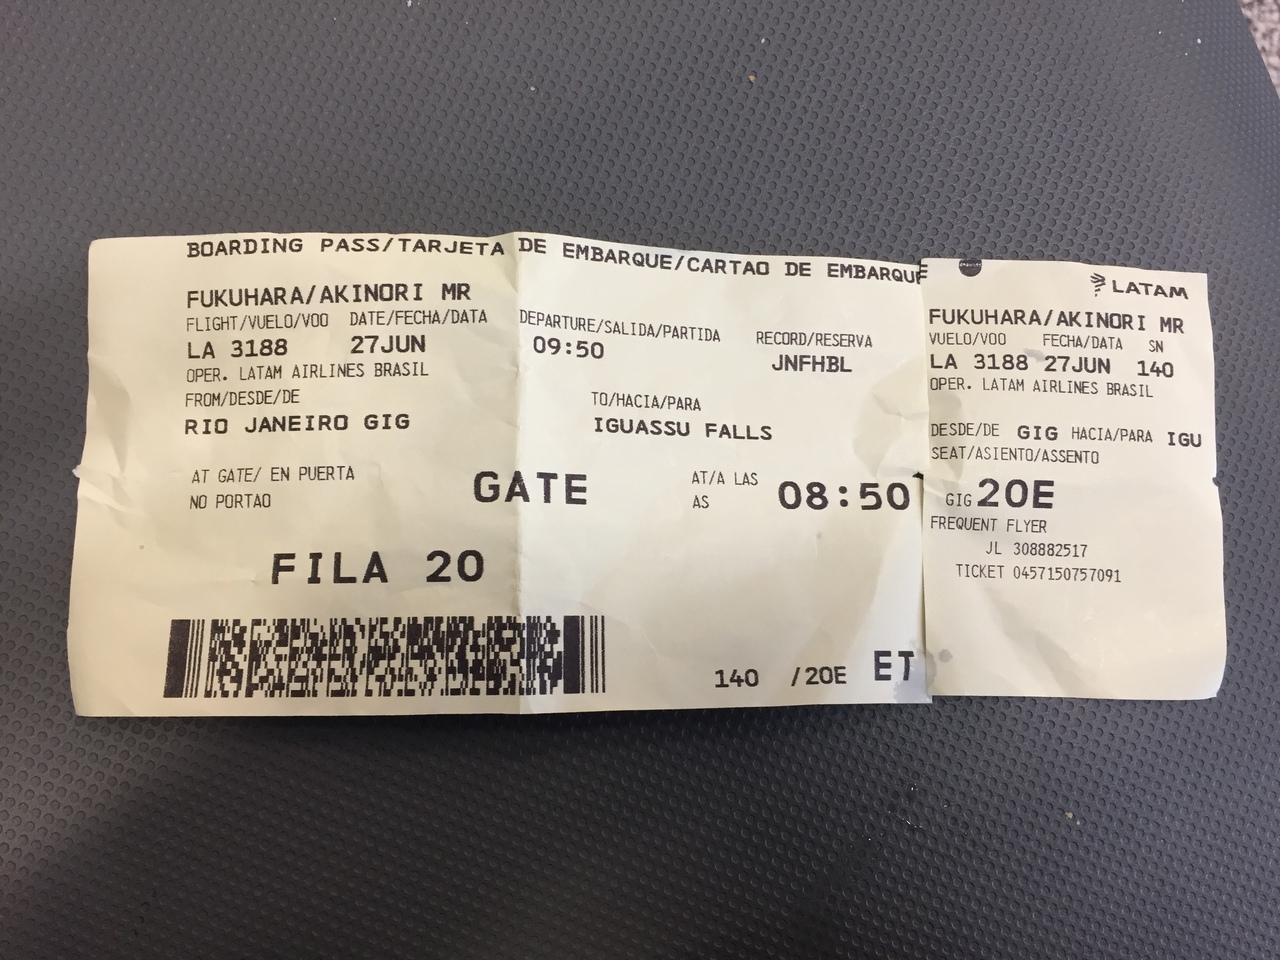 BOARDING PASS/TARJETA DE EMBARQUE/CARTAO DE EMBARQUE
FUKUHARA/AKINORI MR
FLIGHT/VUELO/VOO DATE/FECHA/DATA DEPARTURE/SALIDA/PARTIDA RECORD/RESERVA
LA 3188 27JUN 09:50 JNFHBL
OPER. LATAM AIRLINES BRASIL
FROM/DESDE/DE TO/HACIA/PARA
RIO JANEIRO GIG IGUASSU FALLS
AT GATE/ EN PUERTA GATE AT/A LAS 08:50
NO PORTAO AS
FILA 20
140 /20E ET
LATAM
FUKUHARA/AKINORI MR
VUELO/VOO FECHA/DATA SN
LA 3188 27JUN 140
OPER. LATAM AIRLINES BRASIL
DESDE/DE GIG HACIA/PARA IGU
SEAT/ASIENTO/ASSENTO
GIG 20E
FREQUENT FLYER
JL 308882517
TICKET 0457150757091